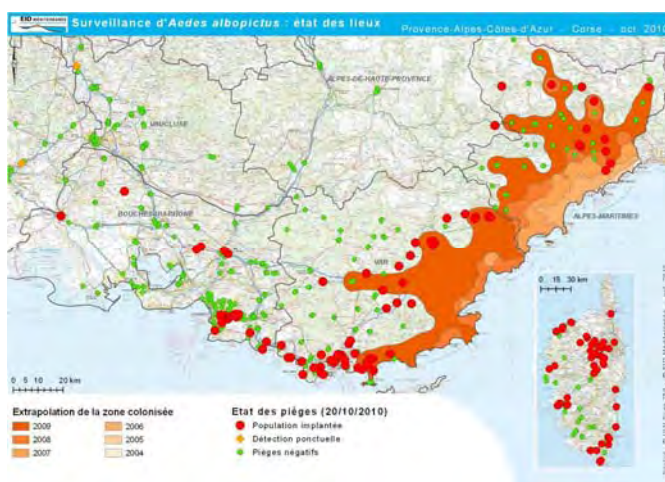 EID MEDITERRANEE
Surveillance d'Aedes albopictus : état des lieux
Provence-Alpes-Côtes-d'Azur - Corse - oct. 2010
ALPES-DE-HAUTE-PROVENCE
VAUCLUSE
BOUCHES-DU-RHONE
ALPES-MARITIMES
VAR
0 15 30 km
0 5 10 20 km
Extrapolation de la zone colonisée
2009
2008
2007
2006
2005
2004
Etat des pièges (20/10/2010)
Population implantée
Détection ponctuelle
Pièges négatifs